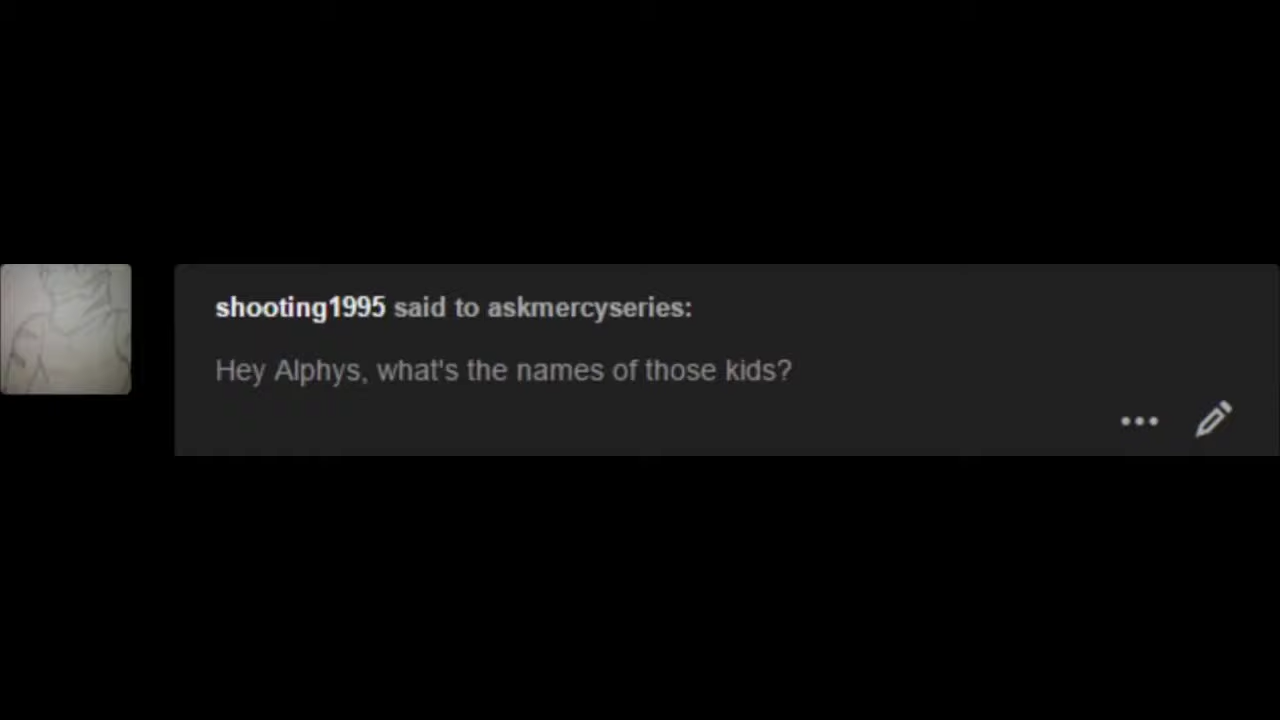 shooting1995 said to askmercyseries:
Hey Alphys, what's the names of those kids?